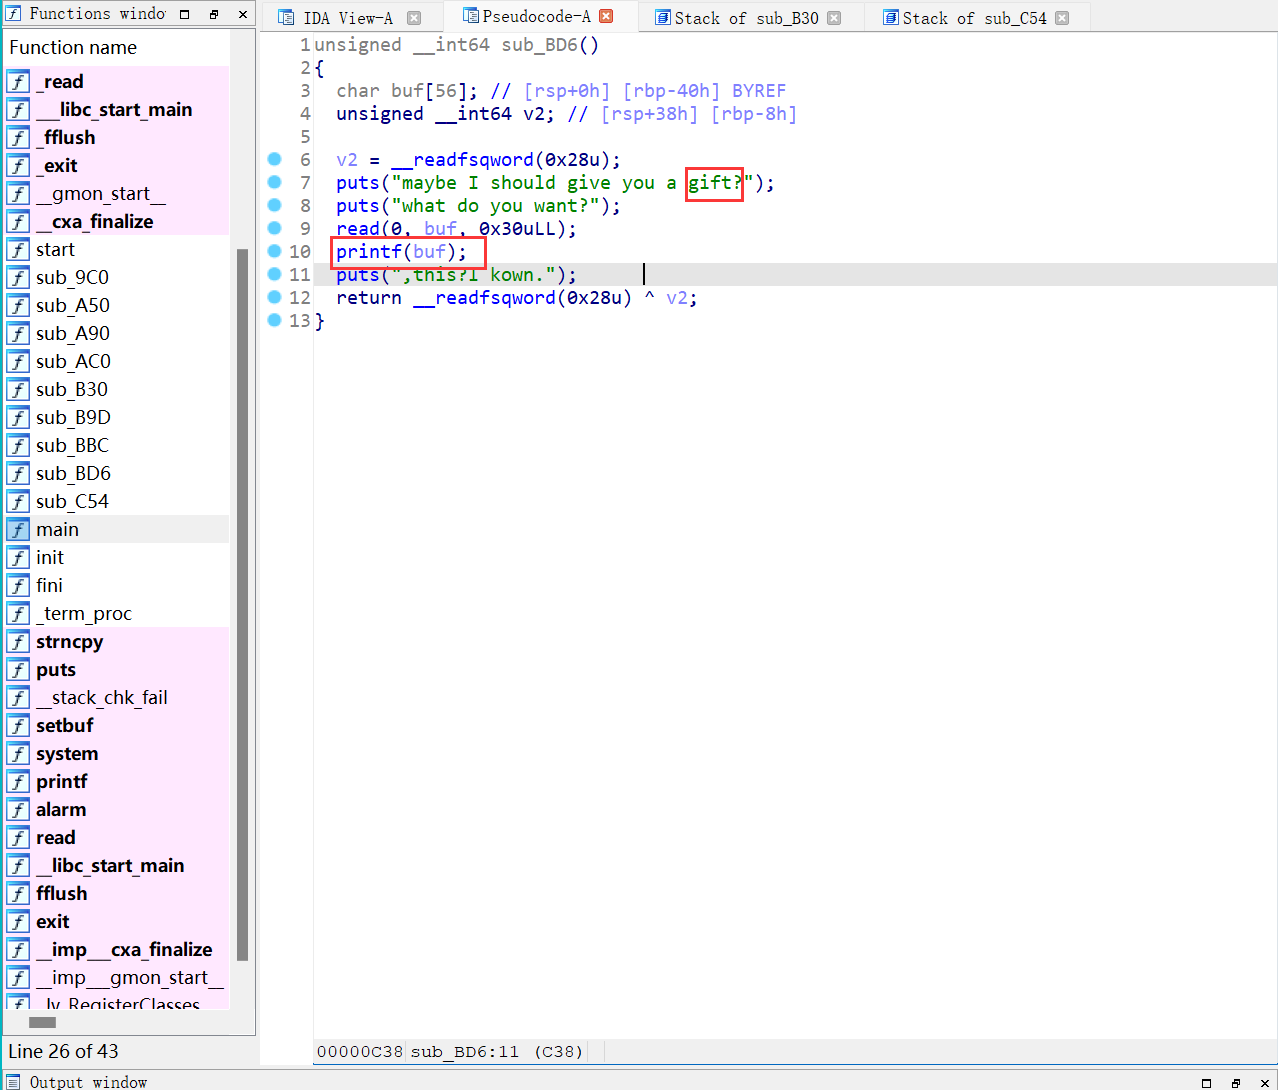 Functions windo
Function name
_read
___libc_start_main
_fflush
_exit
__gmon_start__
__cxa_finalize
start
sub_9C0
sub_A50
sub_A90
sub_AC0
sub_B30
sub_B9D
sub_BBC
sub_BD6
sub_C54
main
init
fini
_term_proc
strncpy
puts
__stack_chk_fail
setbuf
system
printf
alarm
read
__libc_start_main
fflush
exit
__imp___cxa_finalize
__imp___gmon_start__
_Jv_RegisterClasses
Line 26 of 43
IDA View-A
Pseudocode-A
Stack of sub_B30
Stack of sub_C54
1 unsigned __int64 sub_BD6()
2 {
3 char buf[56]; // [rsp+0h] [rbp-40h] BYREF
4 unsigned __int64 v2; // [rsp+38h] [rbp-8h]
5
6 v2 = __readfsqword(0x28u);
7 puts("maybe I should give you a gift?");
8 puts("what do you want?");
9 read(0, buf, 0x30uLL);
10 printf(buf);
11 puts(",this?I kown.");
12 return __readfsqword(0x28u) ^ v2;
13 }
00000C38 sub_BD6:11 (C38)
Output window